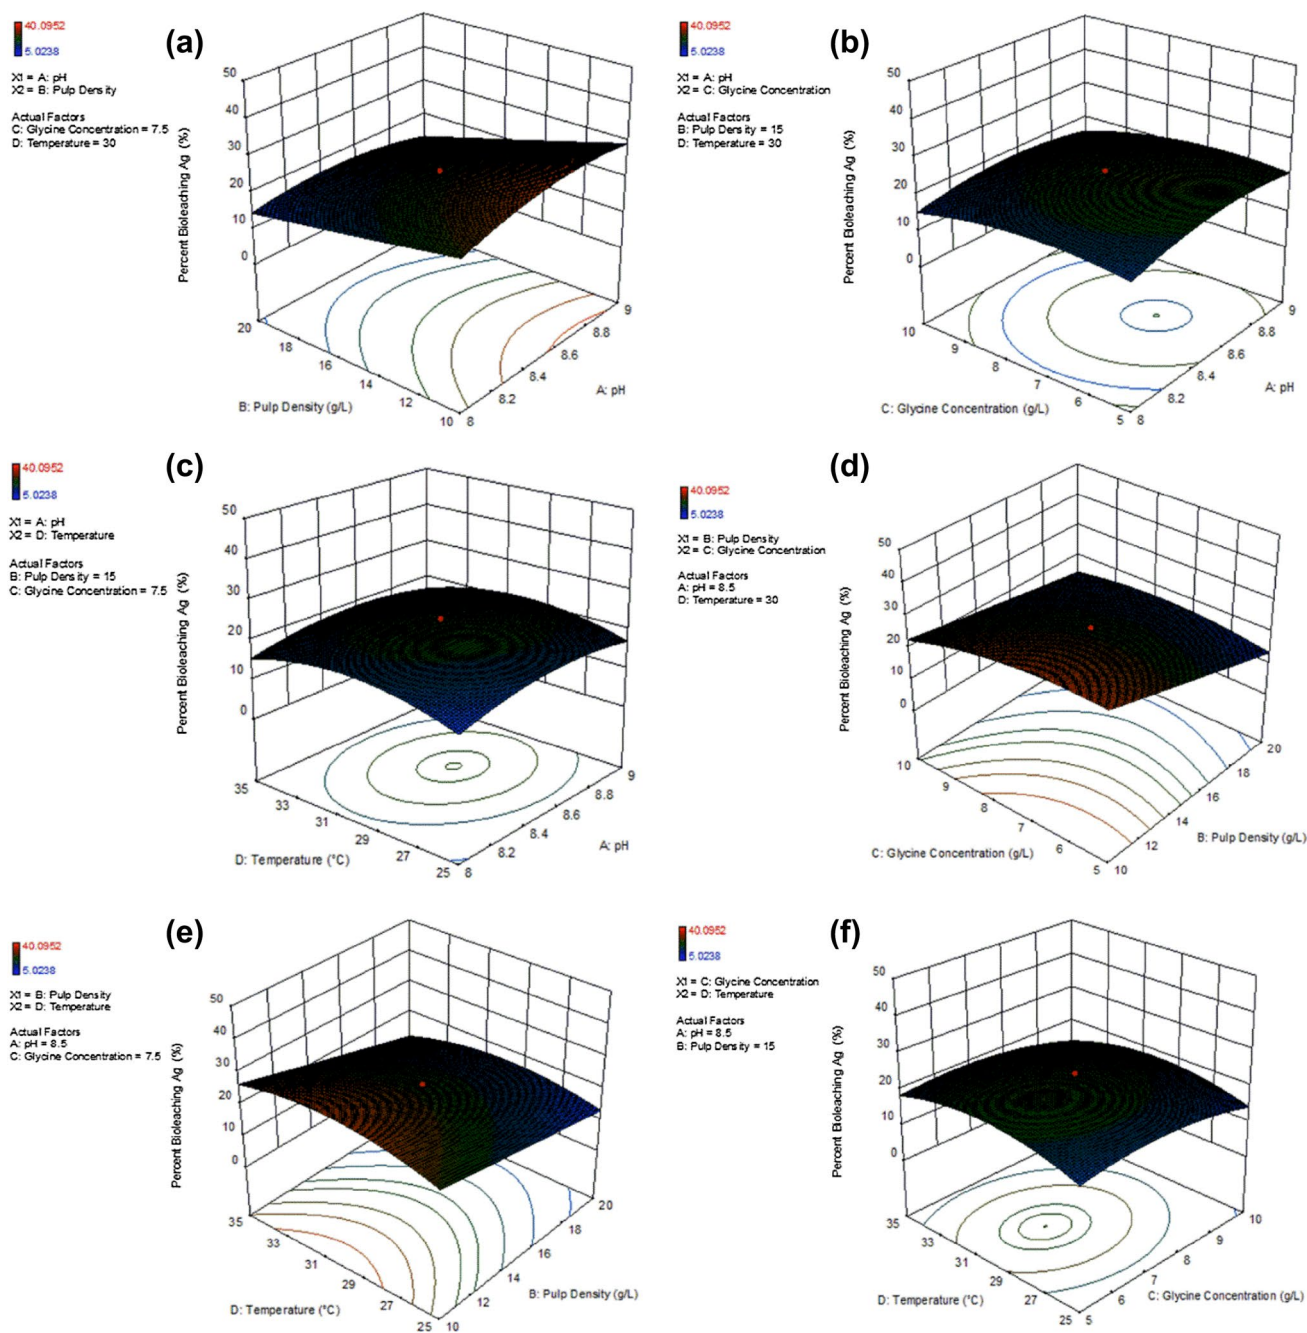 (a)
40.0952
5.0238
X1 = A: pH
X2 = B: Pulp Density
Actual Factors
C: Glycine Concentration = 7.5
D: Temperature = 30
Percent Bioleaching Ag (%)
50
40
30
20
10
0
20
18
16
14
12
10
8
8.2
8.4
8.6
8.8
9
B: Pulp Density (g/L)
A: pH
(b)
40.0952
5.0238
X1 = A: pH
X2 = C: Glycine Concentration
Actual Factors
B: Pulp Density = 15
D: Temperature = 30
Percent Bioleaching Ag (%)
50
40
30
20
10
0
10
9
8
7
6
5
8
8.2
8.4
8.6
8.8
9
C: Glycine Concentration (g/L)
A: pH
(c)
40.0952
5.0238
X1 = A: pH
X2 = D: Temperature
Actual Factors
B: Pulp Density = 15
C: Glycine Concentration = 7.5
Percent Bioleaching Ag (%)
50
40
30
20
10
0
35
33
31
29
27
25
8
8.2
8.4
8.6
8.8
9
D: Temperature (°C)
A: pH
(d)
40.0952
5.0238
X1 = B: Pulp Density
X2 = C: Glycine Concentration
Actual Factors
A: pH = 8.5
D: Temperature = 30
Percent Bioleaching Ag (%)
50
40
30
20
10
0
10
9
8
7
6
5
10
12
14
16
18
20
C: Glycine Concentration (g/L)
B: Pulp Density (g/L)
(e)
40.0952
5.0238
X1 = B: Pulp Density
X2 = D: Temperature
Actual Factors
A: pH = 8.5
C: Glycine Concentration = 7.5
Percent Bioleaching Ag (%)
50
40
30
20
10
0
35
33
31
29
27
25
10
12
14
16
18
20
D: Temperature (°C)
B: Pulp Density (g/L)
(f)
40.0952
5.0238
X1 = C: Glycine Concentration
X2 = D: Temperature
Actual Factors
A: pH = 8.5
B: Pulp Density = 15
Percent Bioleaching Ag (%)
50
40
30
20
10
0
35
33
31
29
27
25
5
6
7
8
9
10
D: Temperature (°C)
C: Glycine Concentration (g/L)